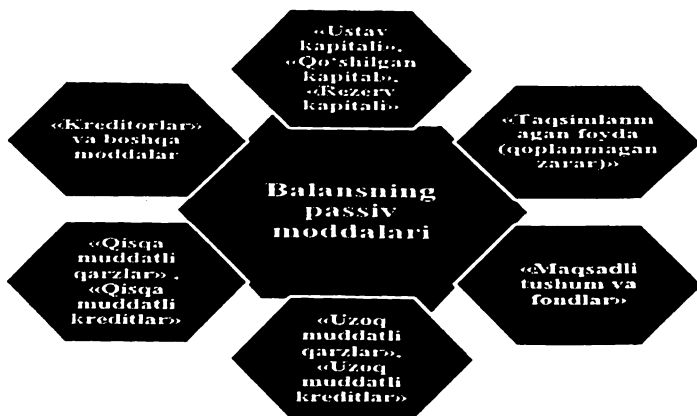 «Ustav
kapitali»,
«Qo‘shilgan
kapital»,
«Rezerv
kapitali»
«Kreditorlar»
va boshqa
moddalar
«Taqsimlanm
agan foyda
(qoplanmagan
zarar)»
Balansning
passiv
moddalari
«Qisqa
muddatli
qarzlar» ,
«Qisqa
muddatli
kreditlar»
«Maqsadli
tushum va
fondlar»
«Uzoq
muddatli
qarzlar»,
«Uzoq
muddatli
kreditlar»